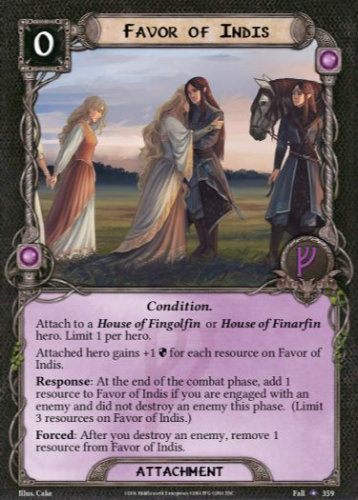 0
FAVOR OF INDIS
Condition.
Attach to a House of Fingolfin or House of Finarfin
hero. Limit 1 per hero.
Attached hero gains +1 for each resource on Favor of
Indis.
Response: At the end of the combat phase, add 1
resource to Favor of Indis if you are engaged with an
enemy and did not destroy an enemy this phase. (Limit
3 resources on Favor of Indis.)
Forced: After you destroy an enemy, remove 1
resource from Favor of Indis.
ATTACHMENT
Illus. Cake
Fall 359